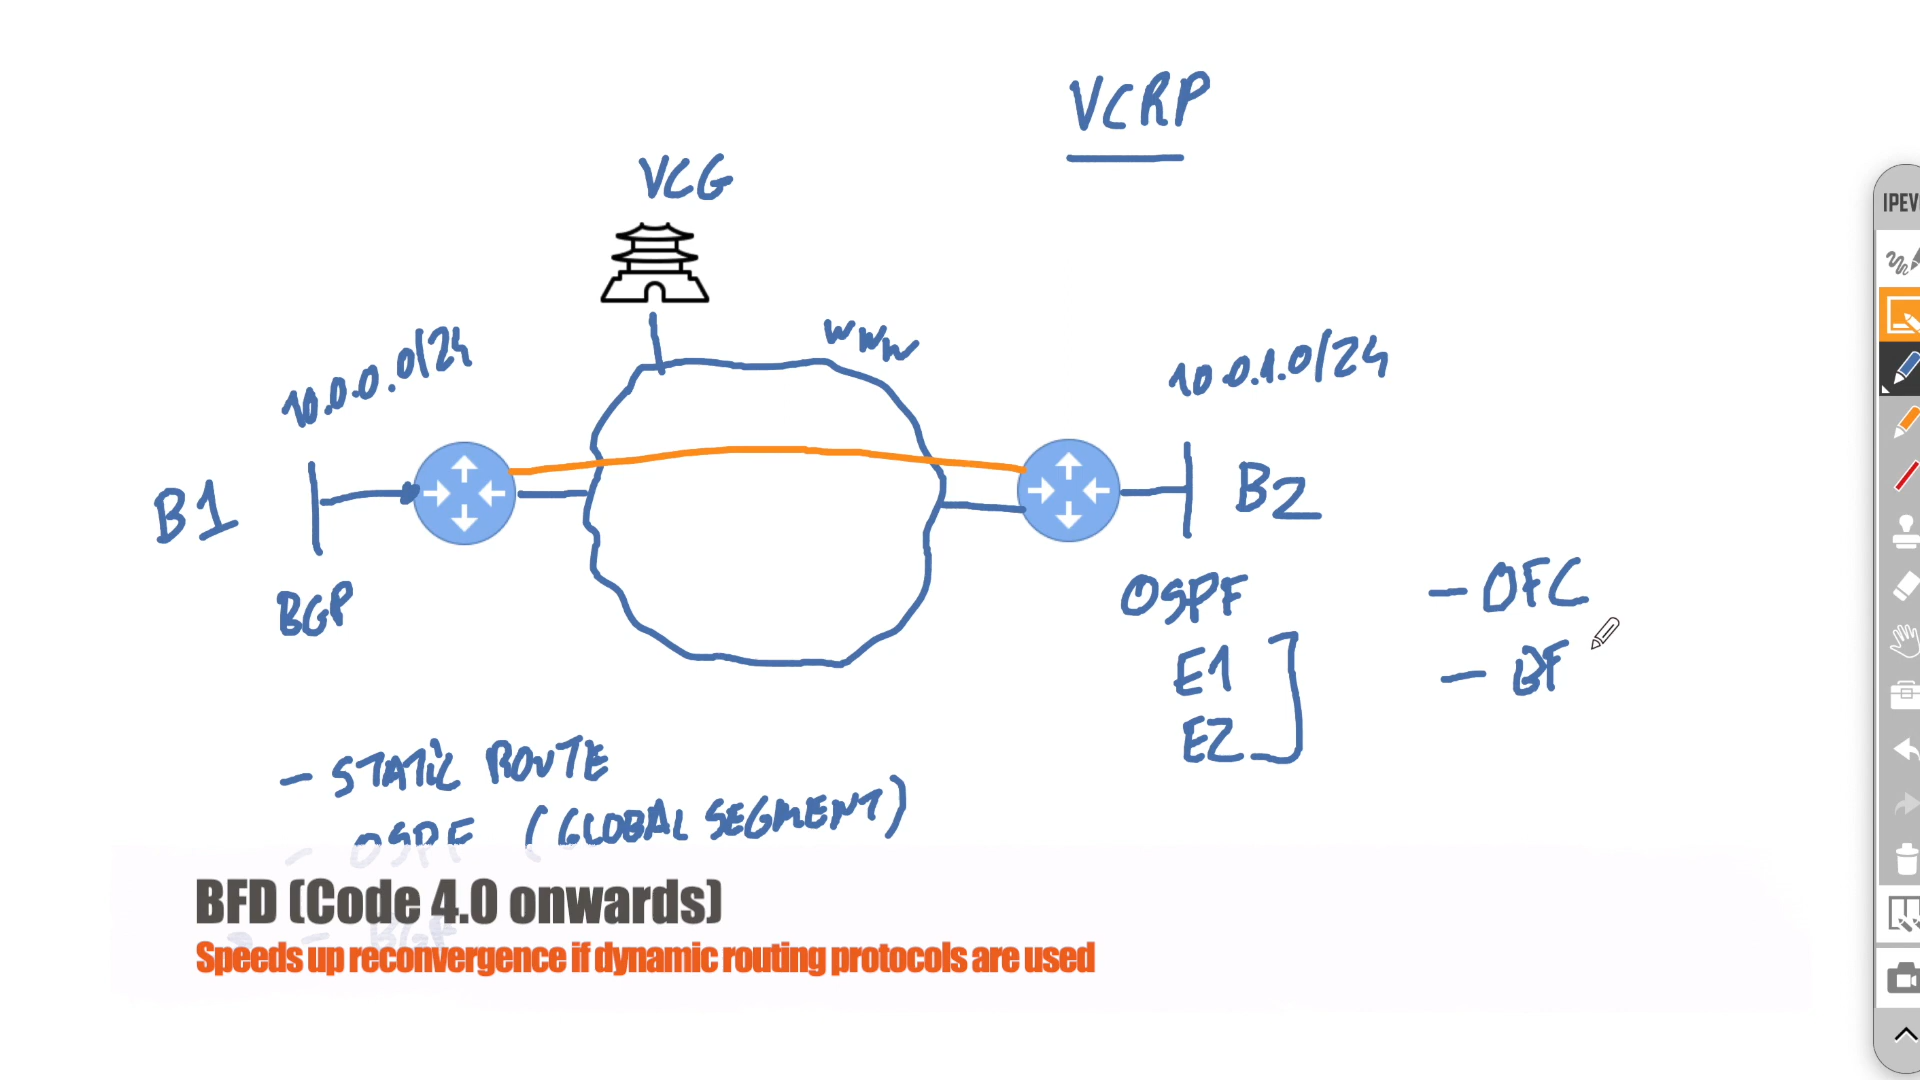 VCRP
VCG
www
10.0.0.0/24
10.0.1.0/24
B1
B2
BGP
OSPF
- OFC
E1
- BF
E2
- STATIC ROUTE
- OSPF (GLOBAL SEGMENT)
- BGP
BFD (Code 4.0 onwards)
Speeds up reconvergence if dynamic routing protocols are used
IPEV